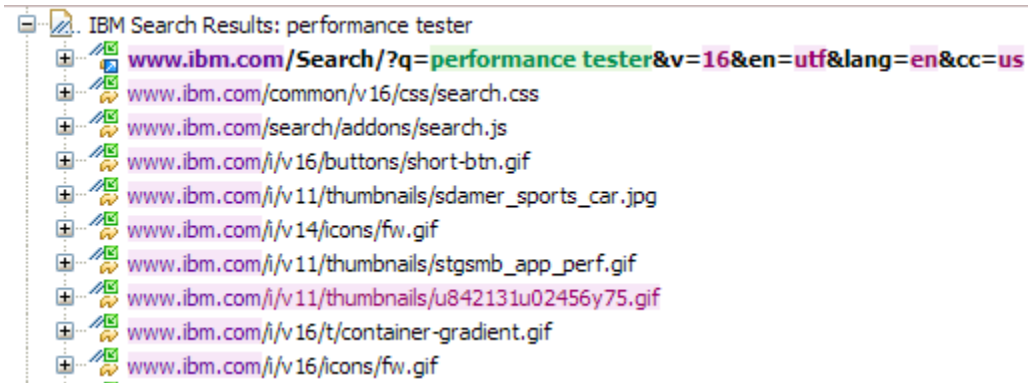 IBM Search Results: performance tester
www.ibm.com/Search/?q=performance tester&v=16&en=utf&lang=en&cc=us
www.ibm.com/common/v16/css/search.css
www.ibm.com/search/addons/search.js
www.ibm.com/i/v16/buttons/short-btn.gif
www.ibm.com/i/v11/thumbnails/sdamer_sports_car.jpg
www.ibm.com/i/v14/icons/fw.gif
www.ibm.com/i/v11/thumbnails/stgsmb_app_perf.gif
www.ibm.com/i/v11/thumbnails/u842131u02456y75.gif
www.ibm.com/i/v16/t/container-gradient.gif
www.ibm.com/i/v16/icons/fw.gif